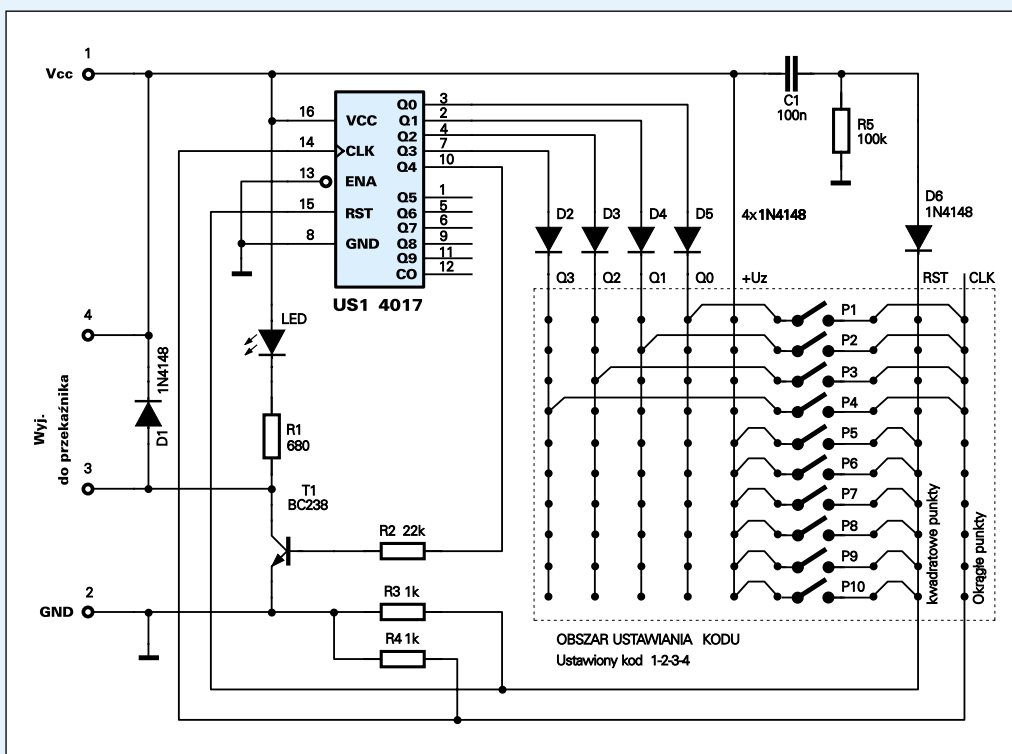 1
Vcc
16
VCC
14
CLK
13
ENA
15
RST
8
GND
Q0
3
Q1
2
Q2
4
Q3
7
Q4
10
Q5
1
Q6
5
Q7
6
Q8
9
Q9
11
CO
12
US1 4017
C1
100n
R5
100k
D6
1N4148
D2
D3
D4
D5
4x1N4148
Q3
Q2
Q1
Q0
+Uz
RST
CLK
P1
P2
P3
P4
P5
P6
P7
P8
P9
P10
kwadratowe punkty
Okrągłe punkty
OBSZAR USTAWIANIA KODU
Ustawiony kod 1-2-3-4
4
Wyj-
do przekaźnika
3
D1
1N4148
LED
R1
680
T1
BC238
R2 22k
2
GND
R3 1k
R4 1k